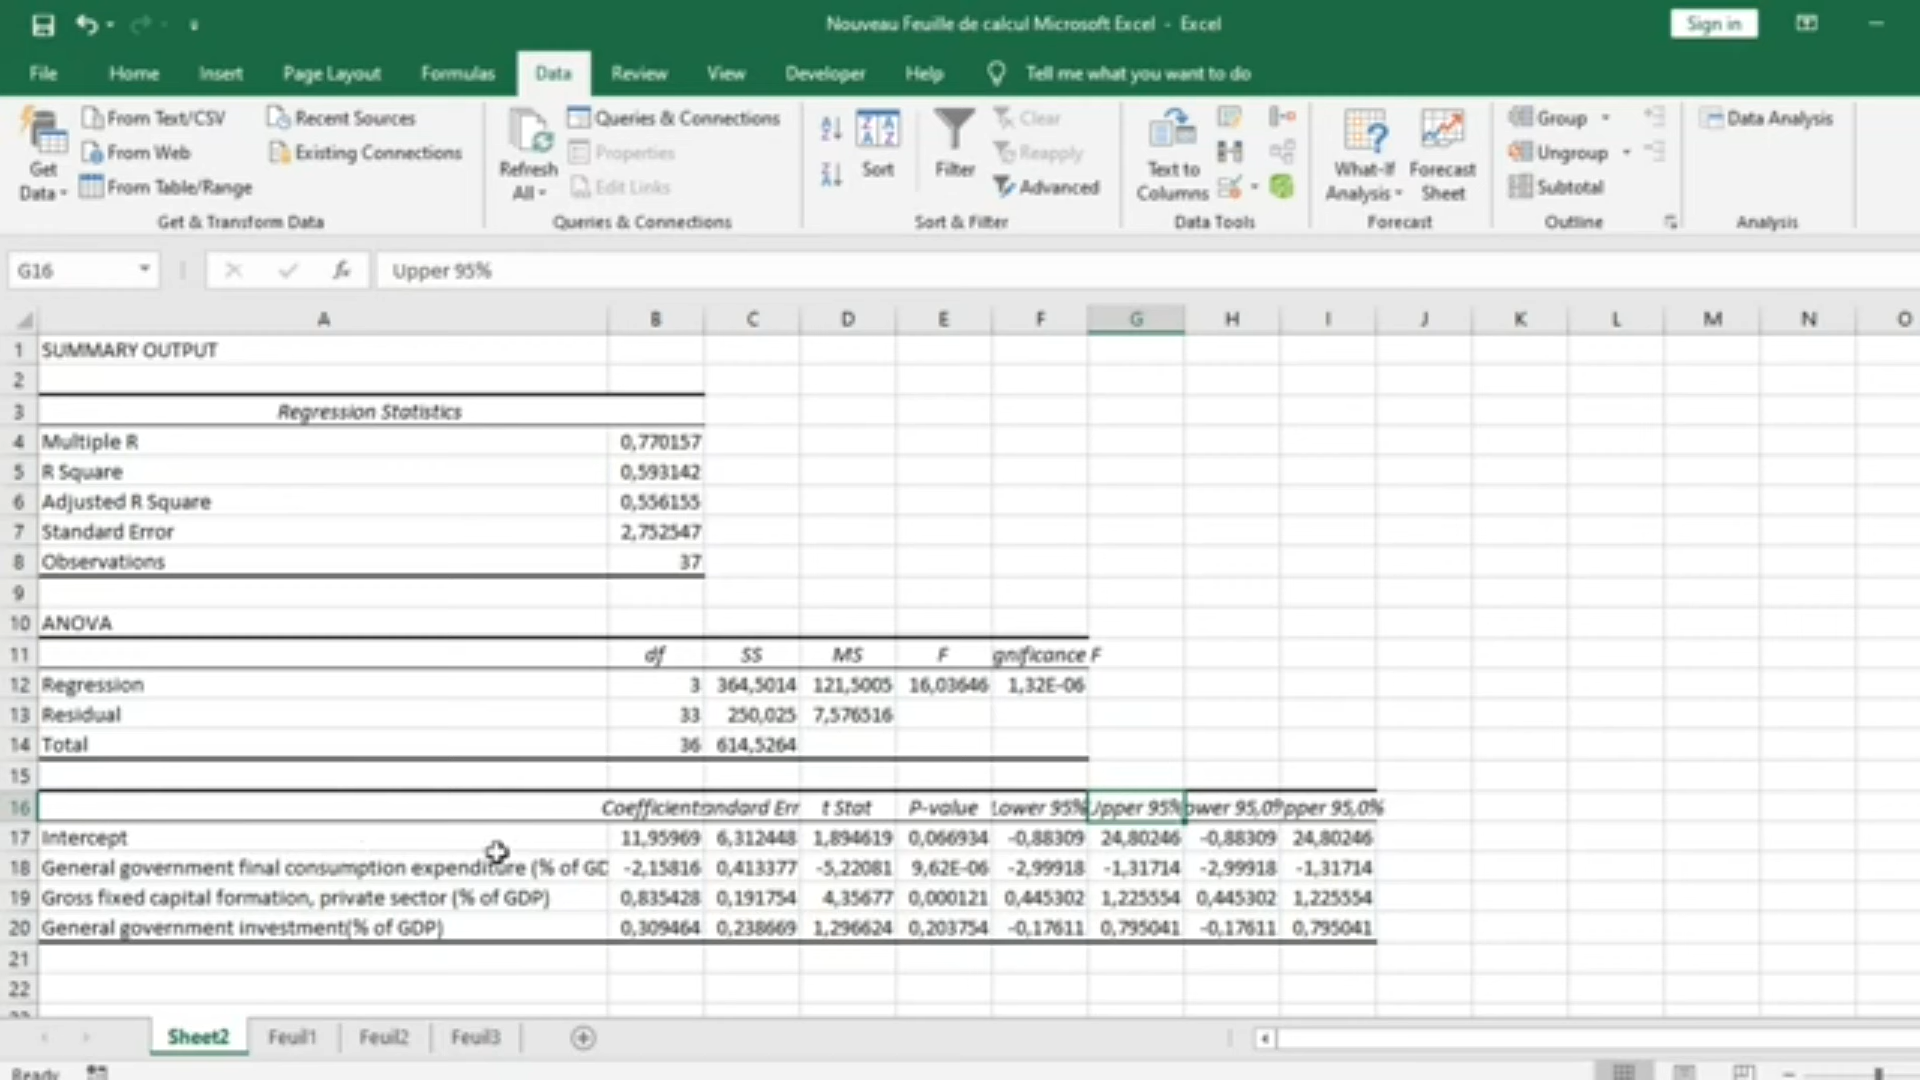 Nouveau Feuille de calcul Microsoft Excel - Excel
Sign in
File Home Insert Page Layout Formulas Data Review View Developer Help Tell me what you want to do
Get Data
From Text/CSV
From Web
From Table/Range
Recent Sources
Existing Connections
Get & Transform Data
Refresh All
Queries & Connections
Properties
Edit Links
Queries & Connections
Sort
Filter
Clear
Reapply
Advanced
Sort & Filter
Text to Columns
Data Tools
What-If Analysis
Forecast Sheet
Forecast
Group
Ungroup
Subtotal
Outline
Data Analysis
Analysis
G16 fx Upper 95%
A B C D E F G H I J K L M N O
1 SUMMARY OUTPUT
2
3 Regression Statistics
4 Multiple R 0,770157
5 R Square 0,593142
6 Adjusted R Square 0,556155
7 Standard Error 2,752547
8 Observations 37
9
10 ANOVA
11 df SS MS F gnificance F
12 Regression 3 364,5014 121,5005 16,03646 1,32E-06
13 Residual 33 250,025 7,576516
14 Total 36 614,5264
15
16 Coefficients andard Err t Stat P-value Lower 95% Upper 95% ower 95,0% pper 95,0%
17 Intercept 11,95969 6,312448 1,894619 0,066934 -0,88309 24,80246 -0,88309 24,80246
18 General government final consumption expenditure (% of GD -2,15816 0,413377 -5,22081 9,62E-06 -2,99918 -1,31714 -2,99918 -1,31714
19 Gross fixed capital formation, private sector (% of GDP) 0,835428 0,191754 4,35677 0,000121 0,445302 1,225554 0,445302 1,225554
20 General government investment(% of GDP) 0,309464 0,238669 1,296624 0,203754 -0,17611 0,795041 -0,17611 0,795041
21
22
Sheet2 Feuil1 Feuil2 Feuil3
Ready